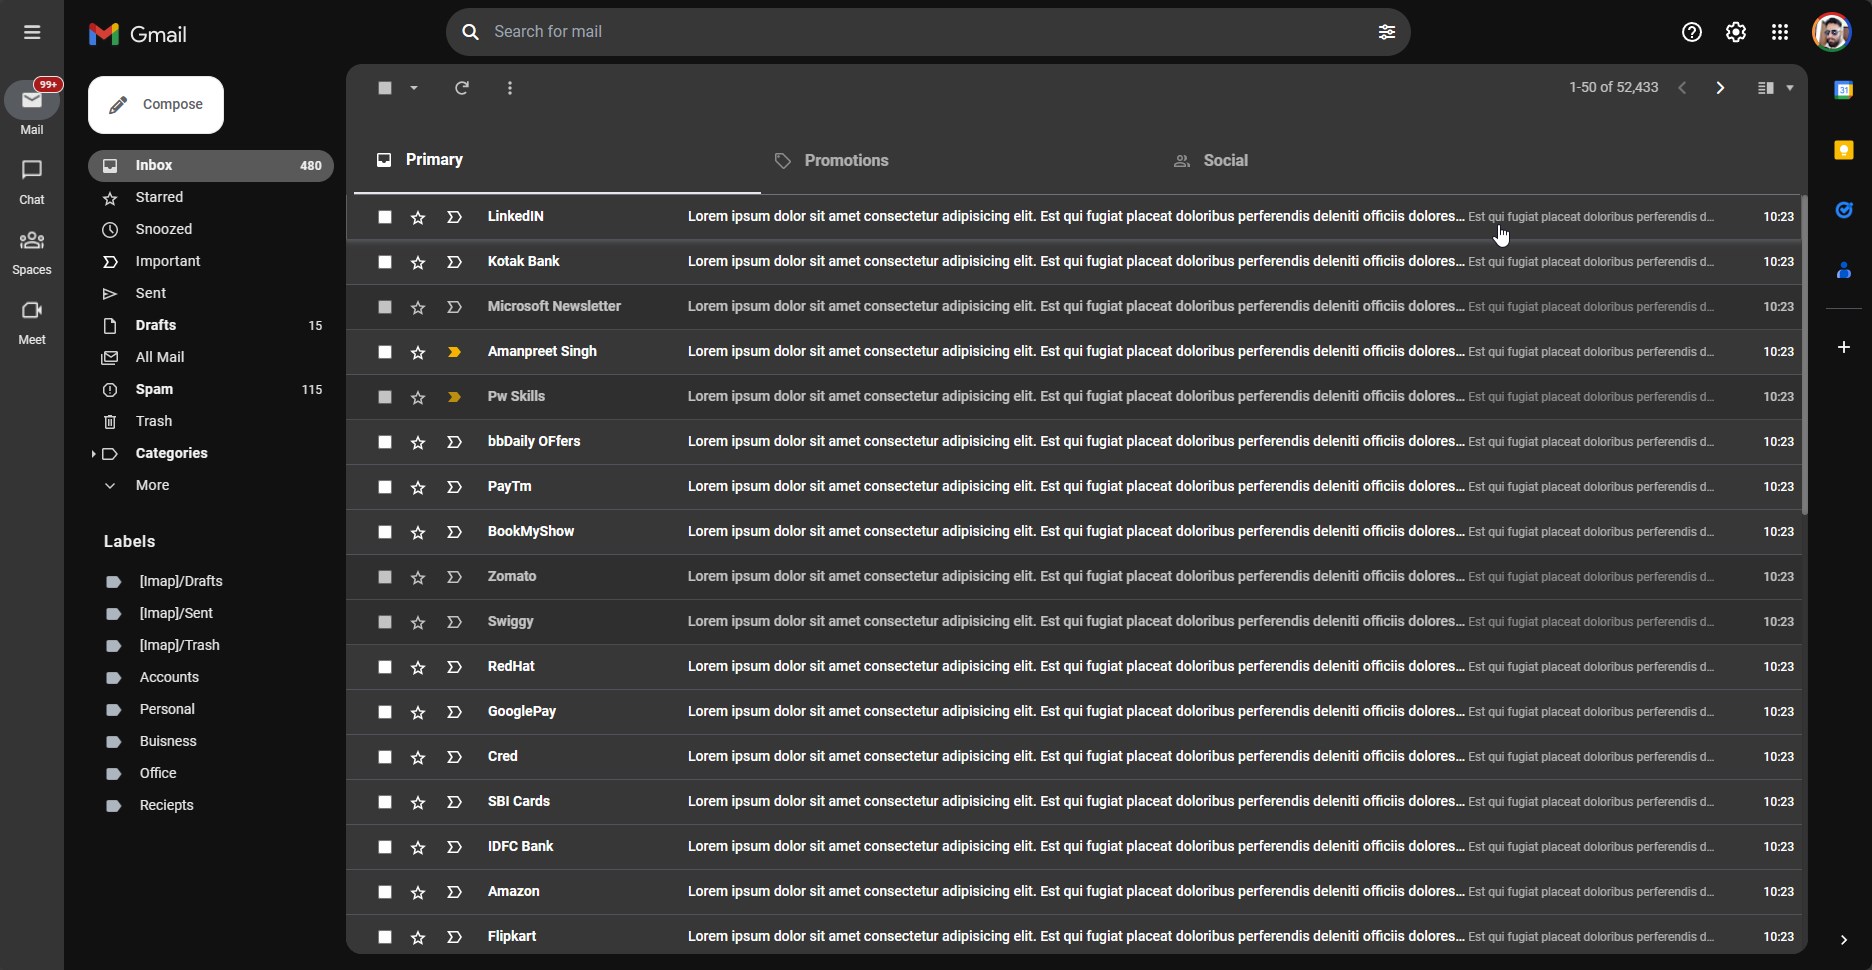 Gmail
Search for mail
99+
Mail
Chat
Spaces
Meet
Compose
Inbox 480
Starred
Snoozed
Important
Sent
Drafts 15
All Mail
Spam 115
Trash
Categories
More
Labels
[Imap]/Drafts
[Imap]/Sent
[Imap]/Trash
Accounts
Personal
Buisness
Office
Reciepts
1-50 of 52,433
Primary Promotions Social
LinkedIN Lorem ipsum dolor sit amet consectetur adipisicing elit. Est qui fugiat placeat doloribus perferendis deleniti officiis dolores... Est qui fugiat placeat doloribus perferendis d... 10:23
Kotak Bank Lorem ipsum dolor sit amet consectetur adipisicing elit. Est qui fugiat placeat doloribus perferendis deleniti officiis dolores... Est qui fugiat placeat doloribus perferendis d... 10:23
Microsoft Newsletter Lorem ipsum dolor sit amet consectetur adipisicing elit. Est qui fugiat placeat doloribus perferendis deleniti officiis dolores... Est qui fugiat placeat doloribus perferendis d... 10:23
Amanpreet Singh Lorem ipsum dolor sit amet consectetur adipisicing elit. Est qui fugiat placeat doloribus perferendis deleniti officiis dolores... Est qui fugiat placeat doloribus perferendis d... 10:23
Pw Skills Lorem ipsum dolor sit amet consectetur adipisicing elit. Est qui fugiat placeat doloribus perferendis deleniti officiis dolores... Est qui fugiat placeat doloribus perferendis d... 10:23
bbDaily OFfers Lorem ipsum dolor sit amet consectetur adipisicing elit. Est qui fugiat placeat doloribus perferendis deleniti officiis dolores... Est qui fugiat placeat doloribus perferendis d... 10:23
PayTm Lorem ipsum dolor sit amet consectetur adipisicing elit. Est qui fugiat placeat doloribus perferendis deleniti officiis dolores... Est qui fugiat placeat doloribus perferendis d... 10:23
BookMyShow Lorem ipsum dolor sit amet consectetur adipisicing elit. Est qui fugiat placeat doloribus perferendis deleniti officiis dolores... Est qui fugiat placeat doloribus perferendis d... 10:23
Zomato Lorem ipsum dolor sit amet consectetur adipisicing elit. Est qui fugiat placeat doloribus perferendis deleniti officiis dolores... Est qui fugiat placeat doloribus perferendis d... 10:23
Swiggy Lorem ipsum dolor sit amet consectetur adipisicing elit. Est qui fugiat placeat doloribus perferendis deleniti officiis dolores... Est qui fugiat placeat doloribus perferendis d... 10:23
RedHat Lorem ipsum dolor sit amet consectetur adipisicing elit. Est qui fugiat placeat doloribus perferendis deleniti officiis dolores... Est qui fugiat placeat doloribus perferendis d... 10:23
GooglePay Lorem ipsum dolor sit amet consectetur adipisicing elit. Est qui fugiat placeat doloribus perferendis deleniti officiis dolores... Est qui fugiat placeat doloribus perferendis d... 10:23
Cred Lorem ipsum dolor sit amet consectetur adipisicing elit. Est qui fugiat placeat doloribus perferendis deleniti officiis dolores... Est qui fugiat placeat doloribus perferendis d... 10:23
SBI Cards Lorem ipsum dolor sit amet consectetur adipisicing elit. Est qui fugiat placeat doloribus perferendis deleniti officiis dolores... Est qui fugiat placeat doloribus perferendis d... 10:23
IDFC Bank Lorem ipsum dolor sit amet consectetur adipisicing elit. Est qui fugiat placeat doloribus perferendis deleniti officiis dolores... Est qui fugiat placeat doloribus perferendis d... 10:23
Amazon Lorem ipsum dolor sit amet consectetur adipisicing elit. Est qui fugiat placeat doloribus perferendis deleniti officiis dolores... Est qui fugiat placeat doloribus perferendis d... 10:23
Flipkart Lorem ipsum dolor sit amet consectetur adipisicing elit. Est qui fugiat placeat doloribus perferendis deleniti officiis dolores... Est qui fugiat placeat doloribus perferendis d... 10:23
31